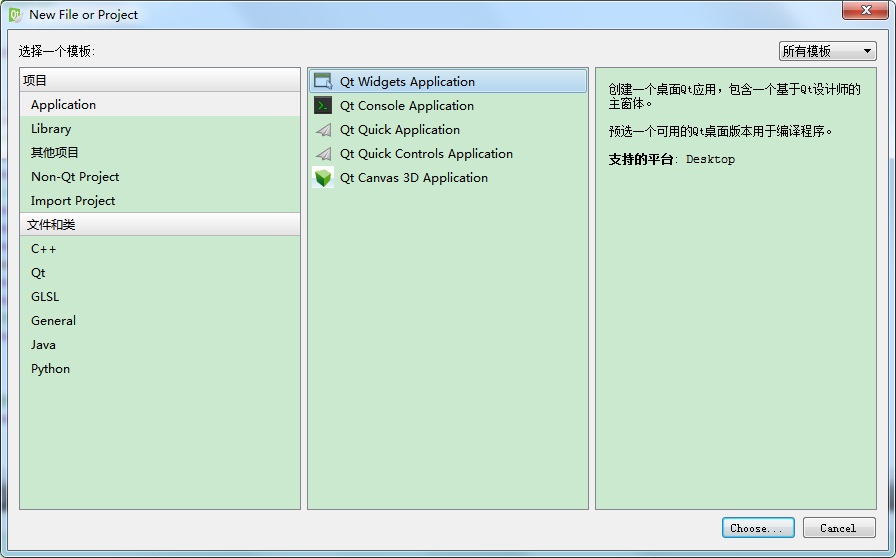 New File or Project
选择一个模板:
所有模板
项目
Application
Library
其他项目
Non-Qt Project
Import Project
文件和类
C++
Qt
GLSL
General
Java
Python
Qt Widgets Application
Qt Console Application
Qt Quick Application
Qt Quick Controls Application
Qt Canvas 3D Application
创建一个桌面Qt应用，包含一个基于Qt设计师的
主窗体。
预选一个可用的Qt桌面版本用于编译程序。
支持的平台: Desktop
Choose...
Cancel